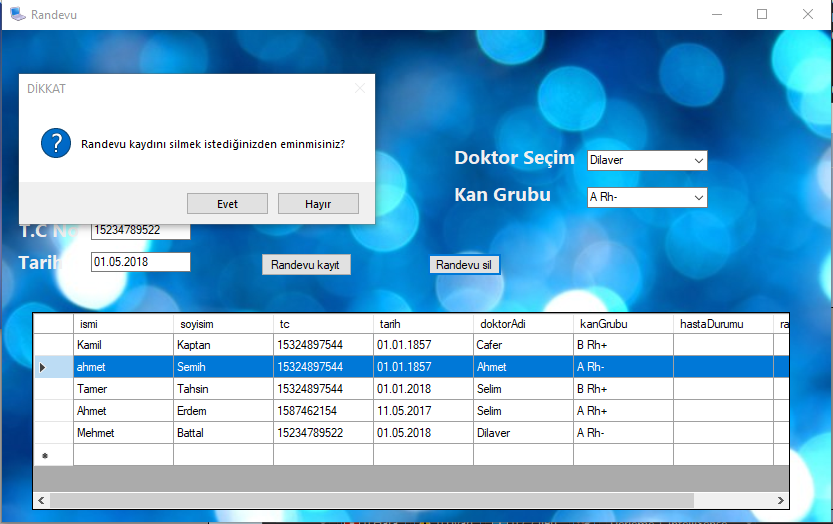 Randevu
DİKKAT
Randevu kaydını silmek istediğinizden eminmisiniz?
Evet Hayır
Doktor Seçim Dilaver
Kan Grubu A Rh-
T.C 15234789522
Tarih 01.05.2018 Randevu kayıt Randevu sil
ismi soyisim tc tarih doktorAdi kanGrubu hastaDurumu ra
Kamil Kaptan 15324897544 01.01.1857 Cafer B Rh+
ahmet Semih 15324897544 01.01.1857 Ahmet A Rh-
Tamer Tahsin 15324897544 01.01.2018 Selim B Rh+
Ahmet Erdem 1587462154 11.05.2017 Selim A Rh+
Mehmet Battal 15234789522 01.05.2018 Dilaver A Rh-